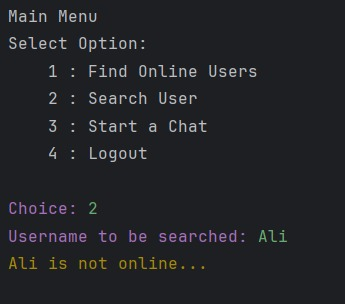 Main Menu
Select Option:
    1 : Find Online Users
    2 : Search User
    3 : Start a Chat
    4 : Logout

Choice: 2
Username to be searched: Ali
Ali is not online...